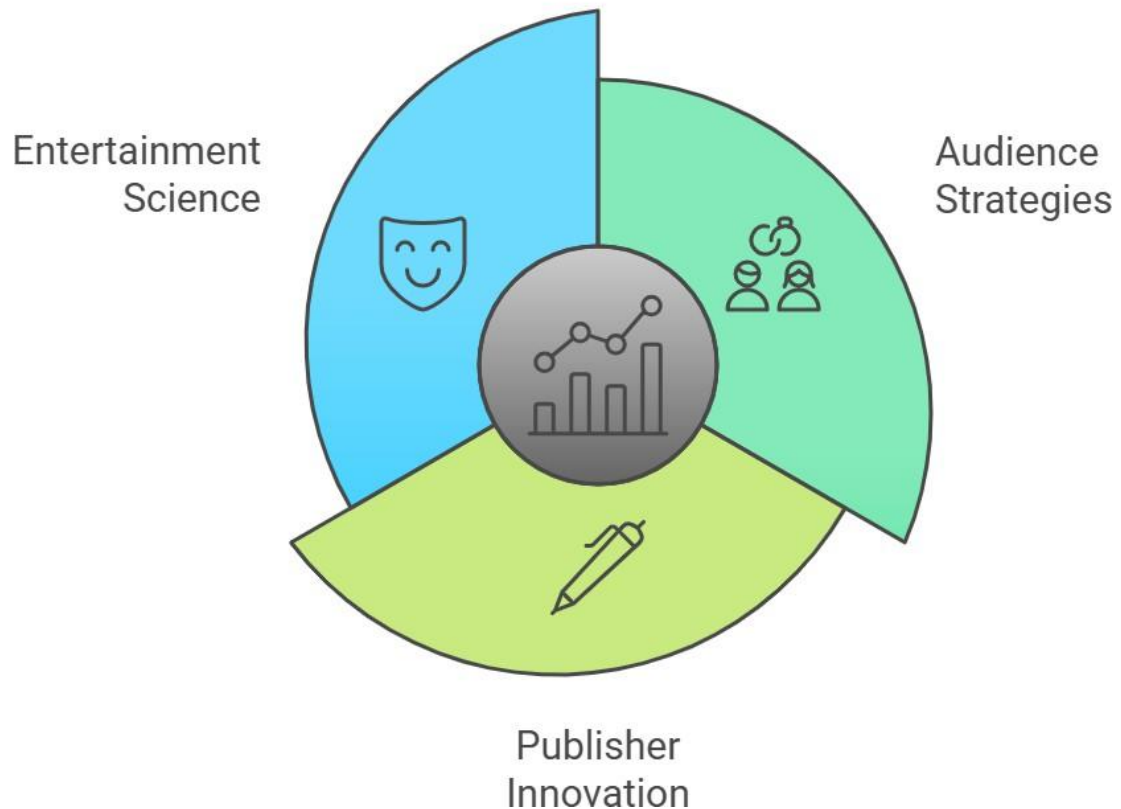 Entertainment
Science
Audience
Strategies
Publisher
Innovation